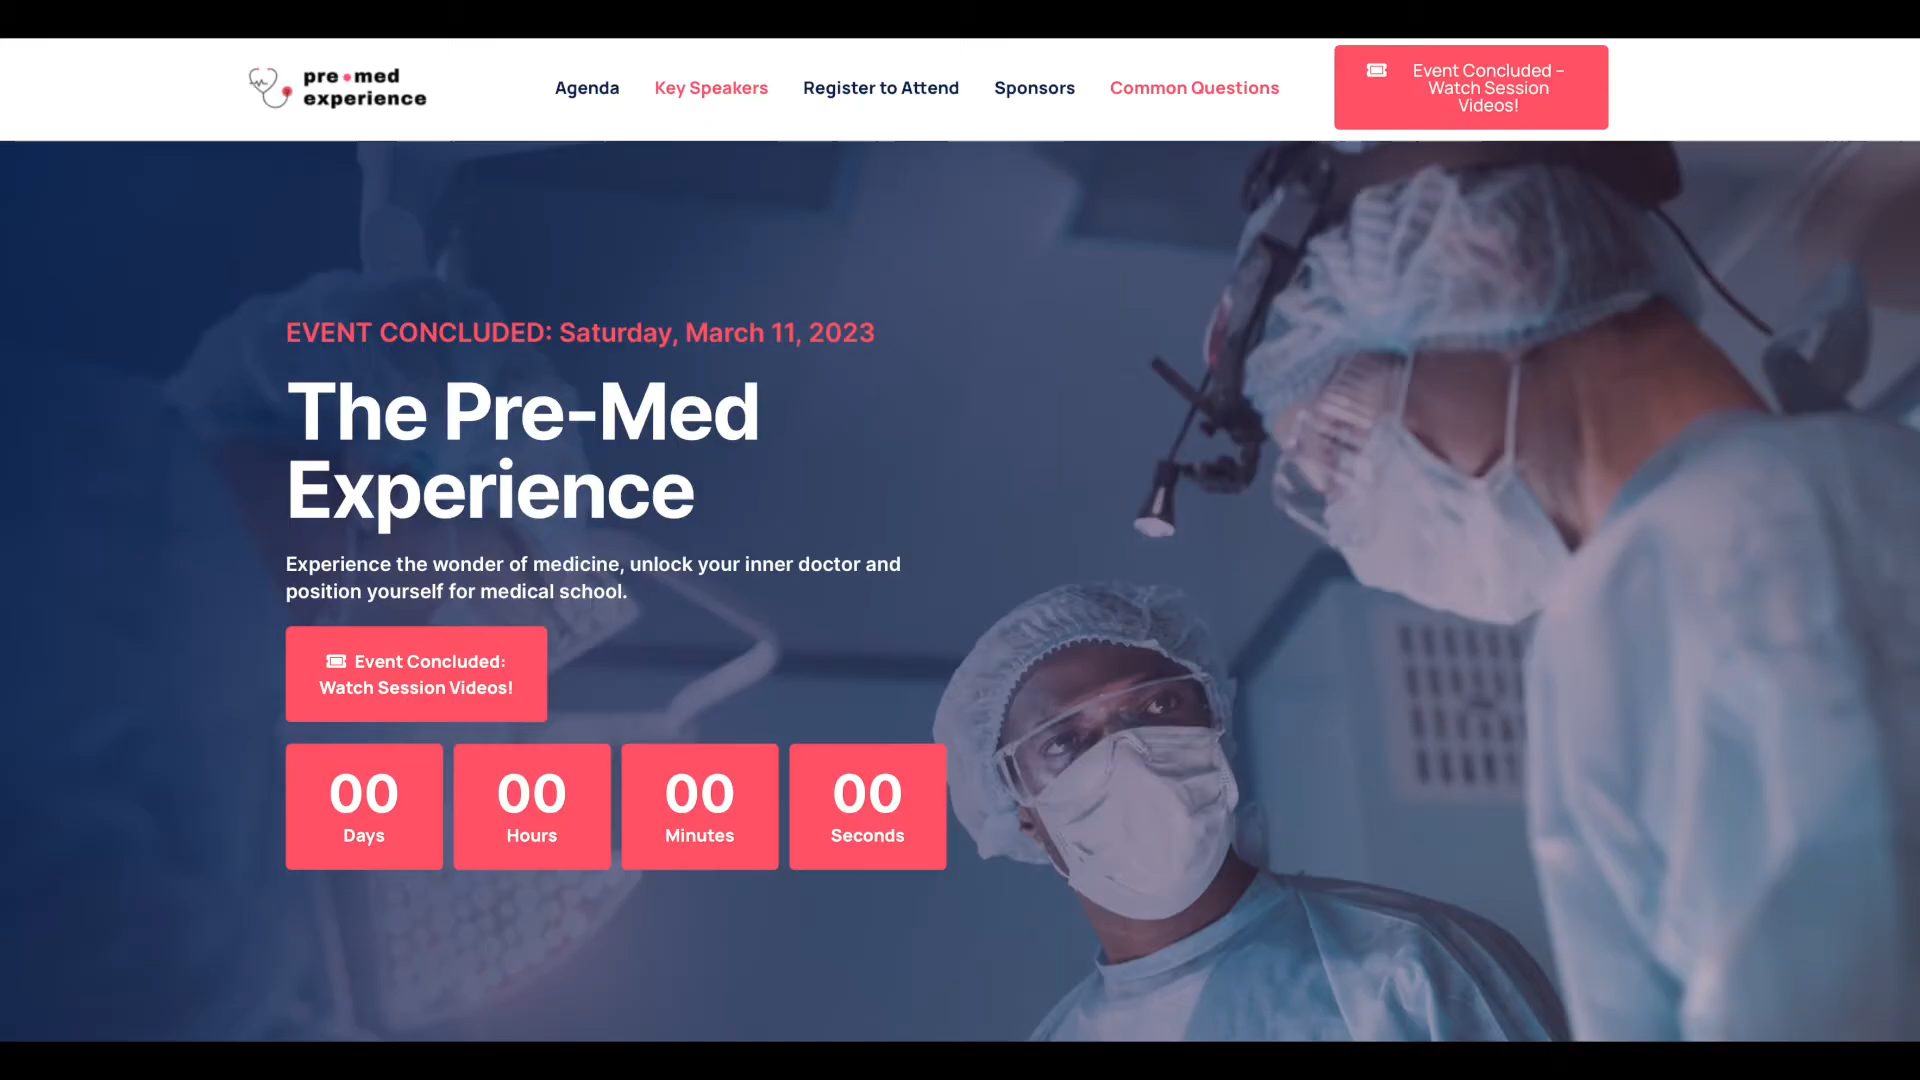 pre•med
experience
Agenda
Key Speakers
Register to Attend
Sponsors
Common Questions
Event Concluded –
Watch Session
Videos!
EVENT CONCLUDED: Saturday, March 11, 2023
The Pre-Med
Experience
Experience the wonder of medicine, unlock your inner doctor and
position yourself for medical school.
Event Concluded:
Watch Session Videos!
00
Days
00
Hours
00
Minutes
00
Seconds